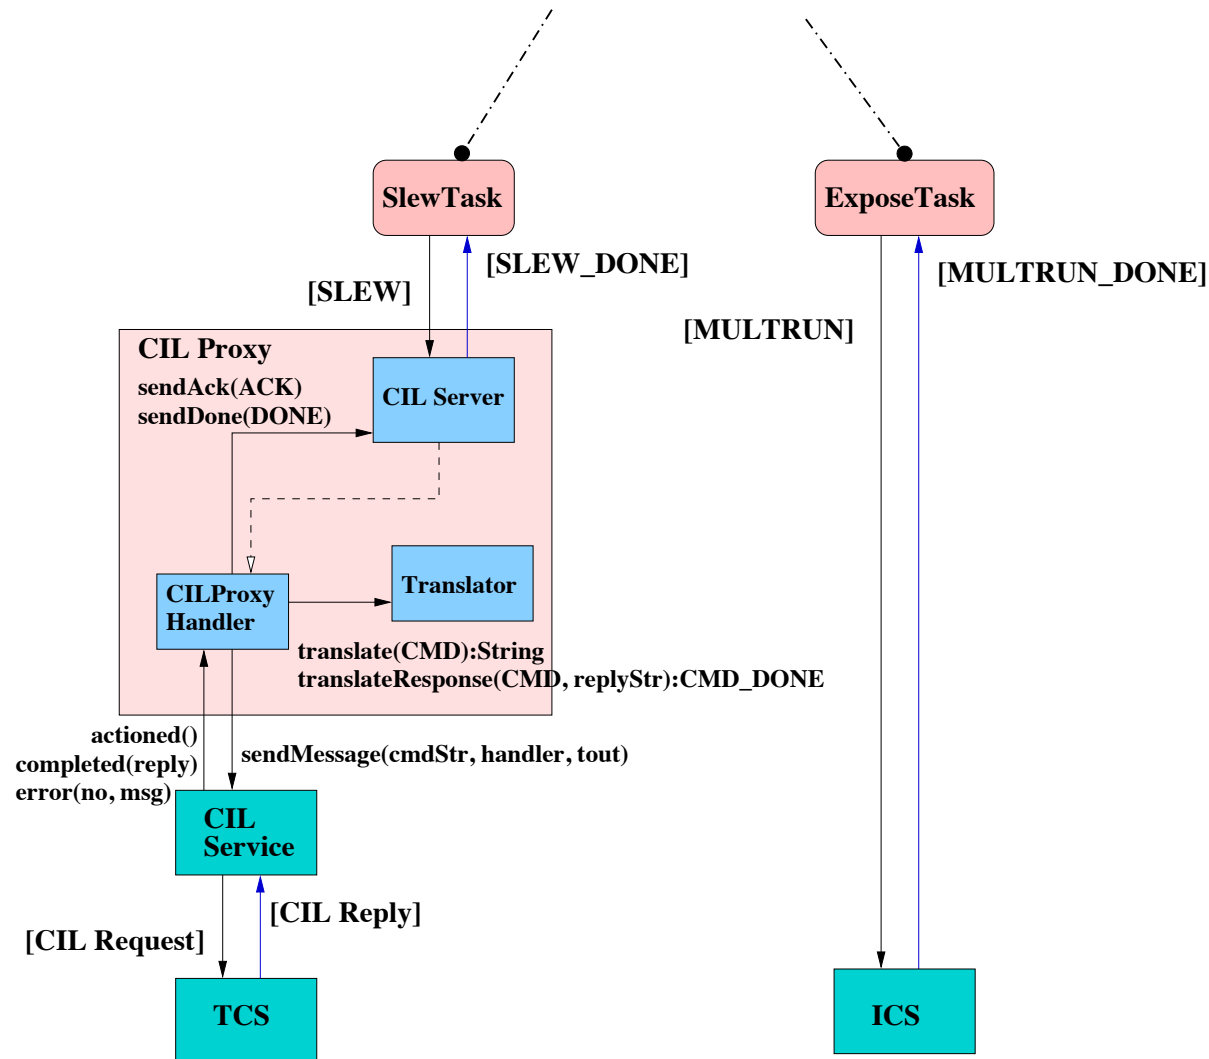 SlewTask
ExposeTask
[SLEW_DONE]
[MULTRUN_DONE]
[SLEW]
[MULTRUN]
CIL Proxy
sendAck(ACK)
sendDone(DONE)
CIL Server
CILProxy
Handler
Translator
translate(CMD):String
translateResponse(CMD, replyStr):CMD_DONE
actioned()
completed(reply)
error(no, msg)
sendMessage(cmdStr, handler, tout)
CIL
Service
[CIL Reply]
[CIL Request]
TCS
ICS